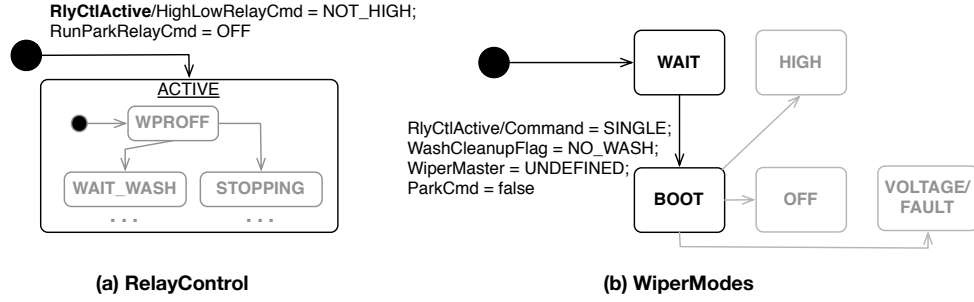 RlyCtlActive/HighLowRelayCmd = NOT_HIGH;
RunParkRelayCmd = OFF
ACTIVE
WPROFF
WAIT_WASH
STOPPING
...
...
(a) RelayControl
WAIT
HIGH
RlyCtlActive/Command = SINGLE;
WashCleanupFlag = NO_WASH;
WiperMaster = UNDEFINED;
ParkCmd = false
BOOT
OFF
VOLTAGE/
FAULT
(b) WiperModes